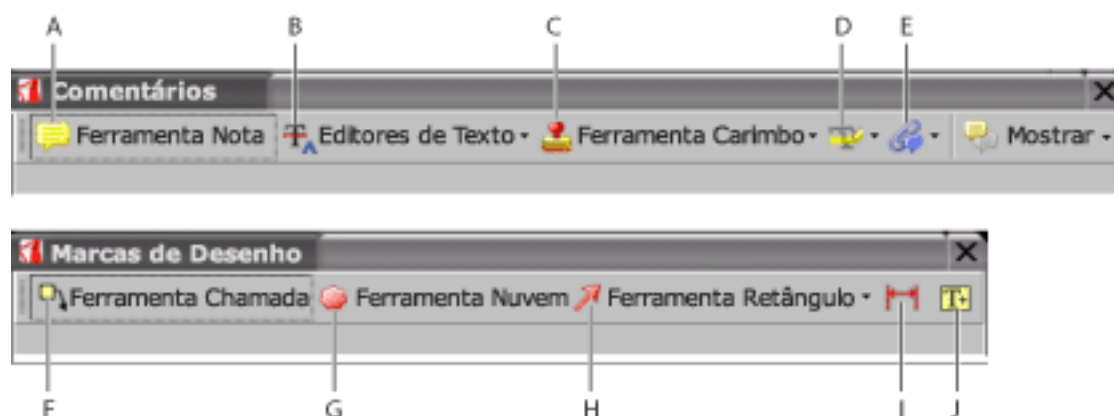 A B C D E
Comentários
Ferramenta Nota Editores de Texto Ferramenta Carimbo Mostrar
Marcas de Desenho
Ferramenta Chamada Ferramenta Nuvem Ferramenta Retângulo
F G H I J